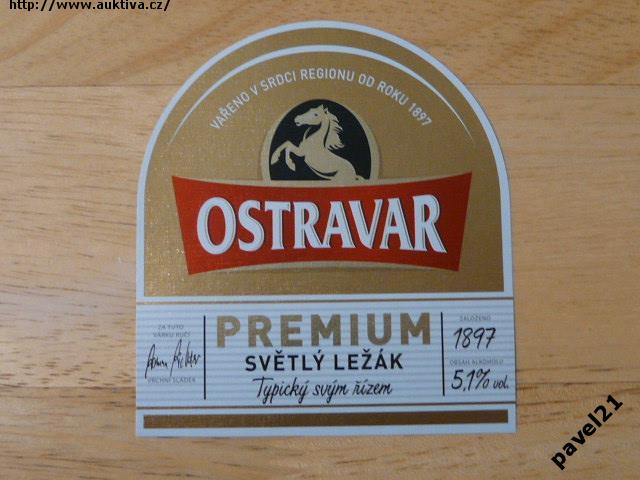 http://www.auktiva.cz/
VAŘENO V SRDCI REGIONU OD ROKU 1897
OSTRAVAR
PREMIUM
SVĚTLÝ LEŽÁK
Typický svým řízem
ZA TUTO
VÁRKU RUČÍ
VRCHNÍ SLÁDEK
ZALOŽENO
1897
OBSAH ALKOHOLU
5,1% vol.
pavel21